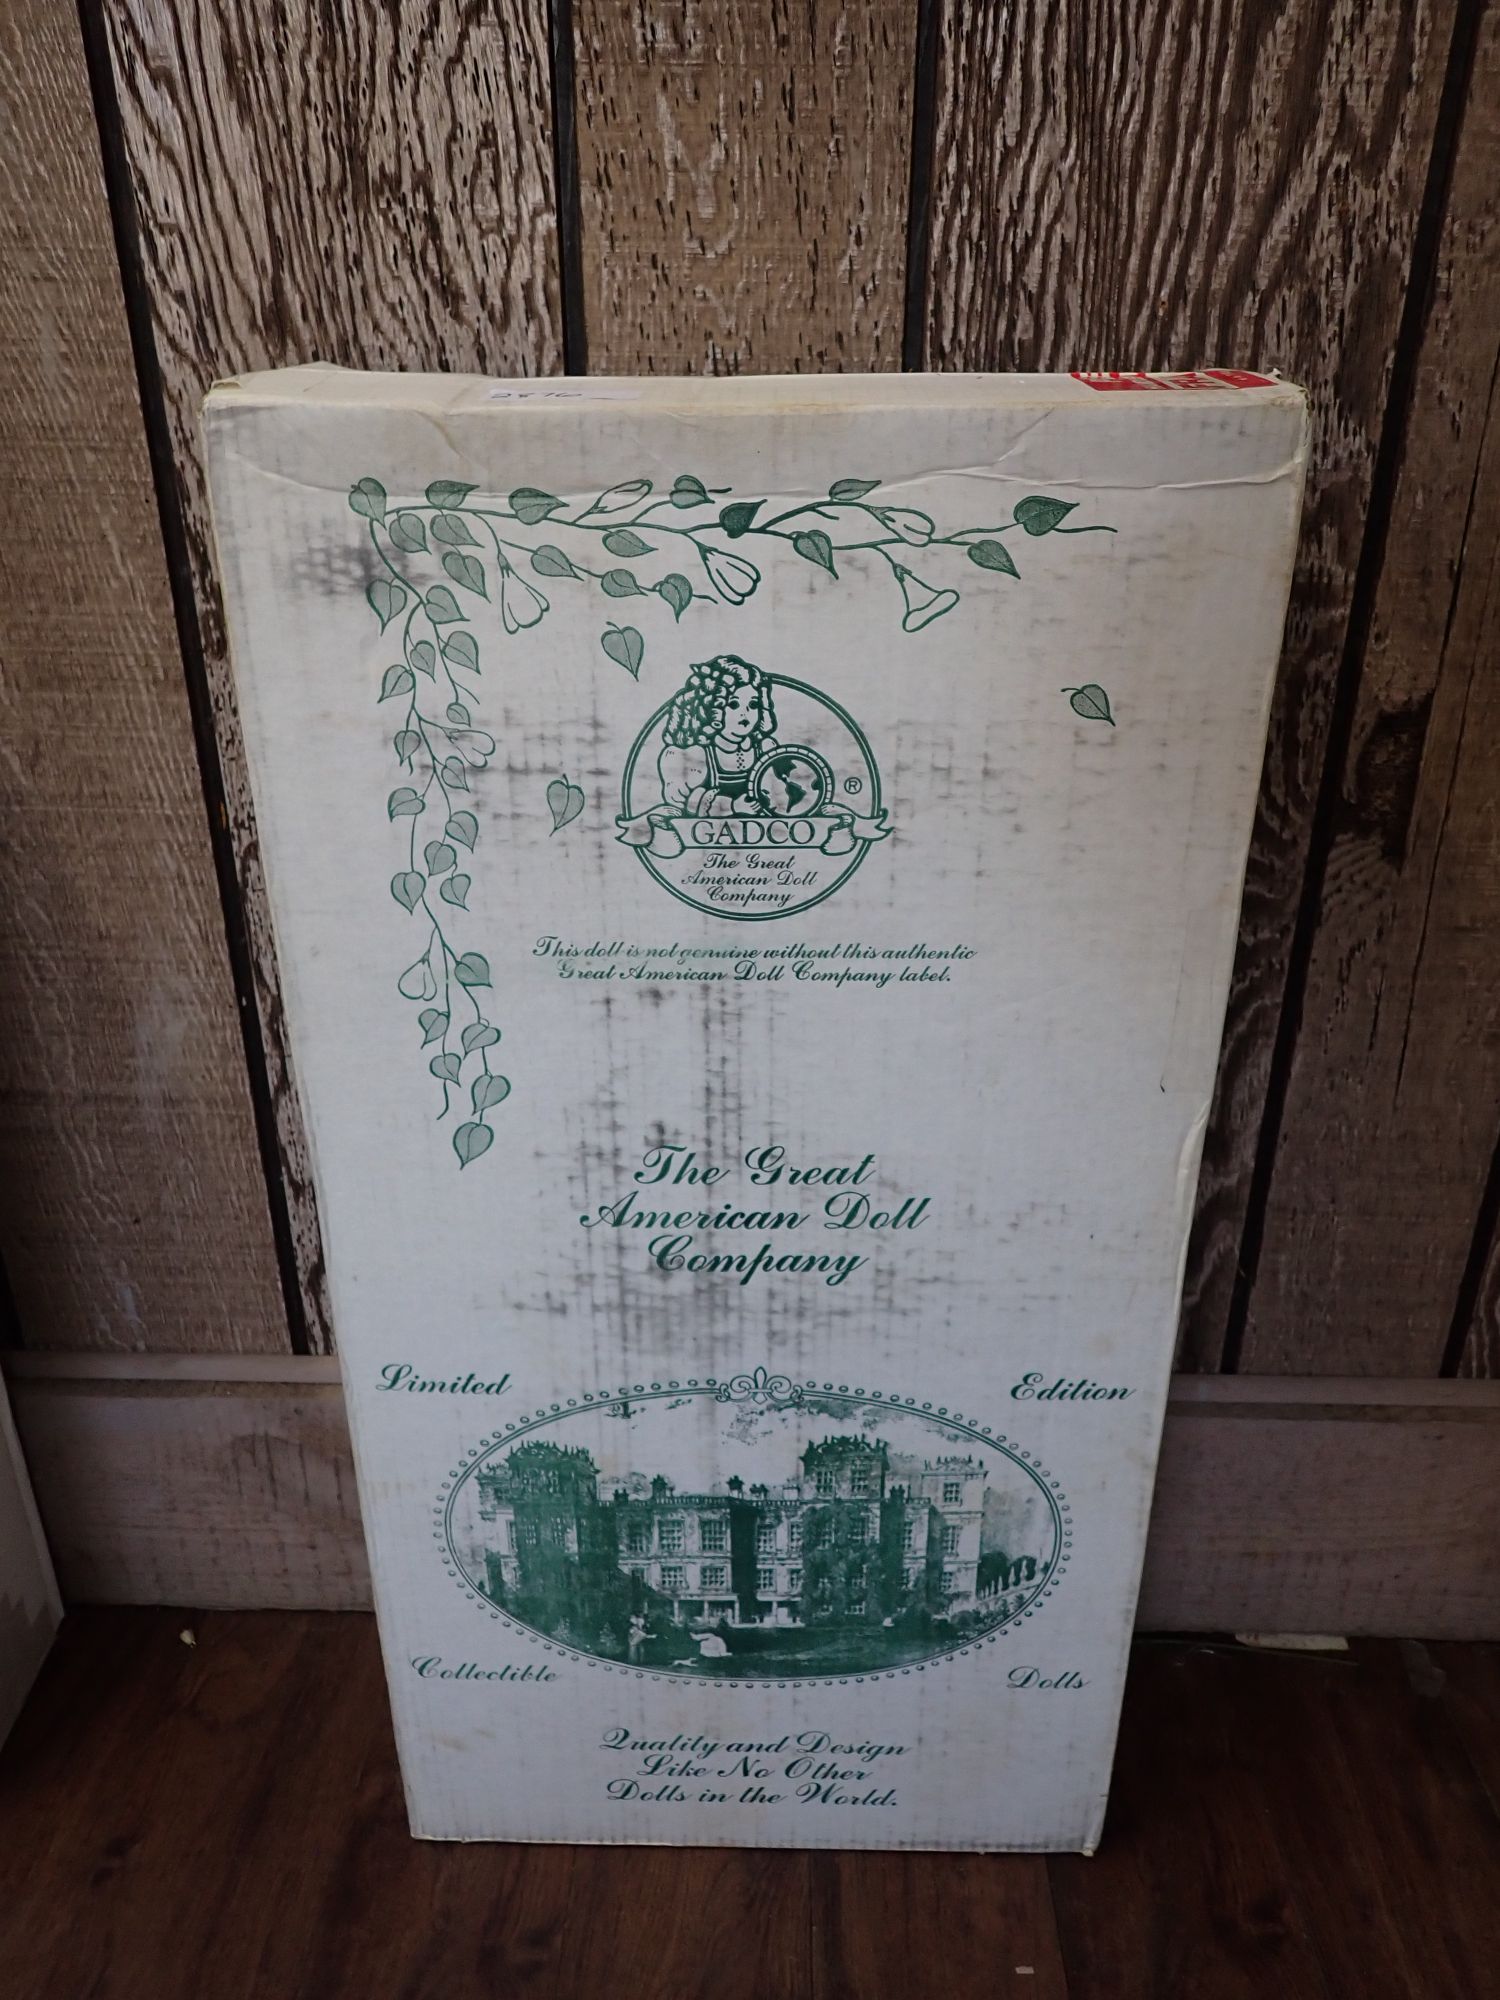 GADCO
®
The Great
American Doll
Company
This doll is not genuine without this authentic
Great American Doll Company label.
The Great
American Doll
Company
Limited Edition
Collectible Dolls
Quality and Design
Like No Other
Dolls in the World.